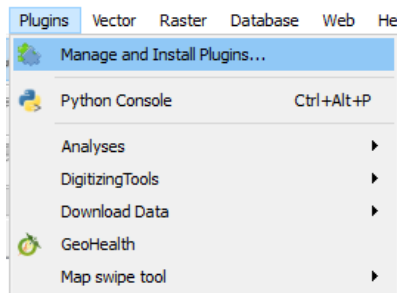 Plugins Vector Raster Database Web He
Manage and Install Plugins...
Python Console Ctrl+Alt+P
Analyses
DigitizingTools
Download Data
GeoHealth
Map swipe tool